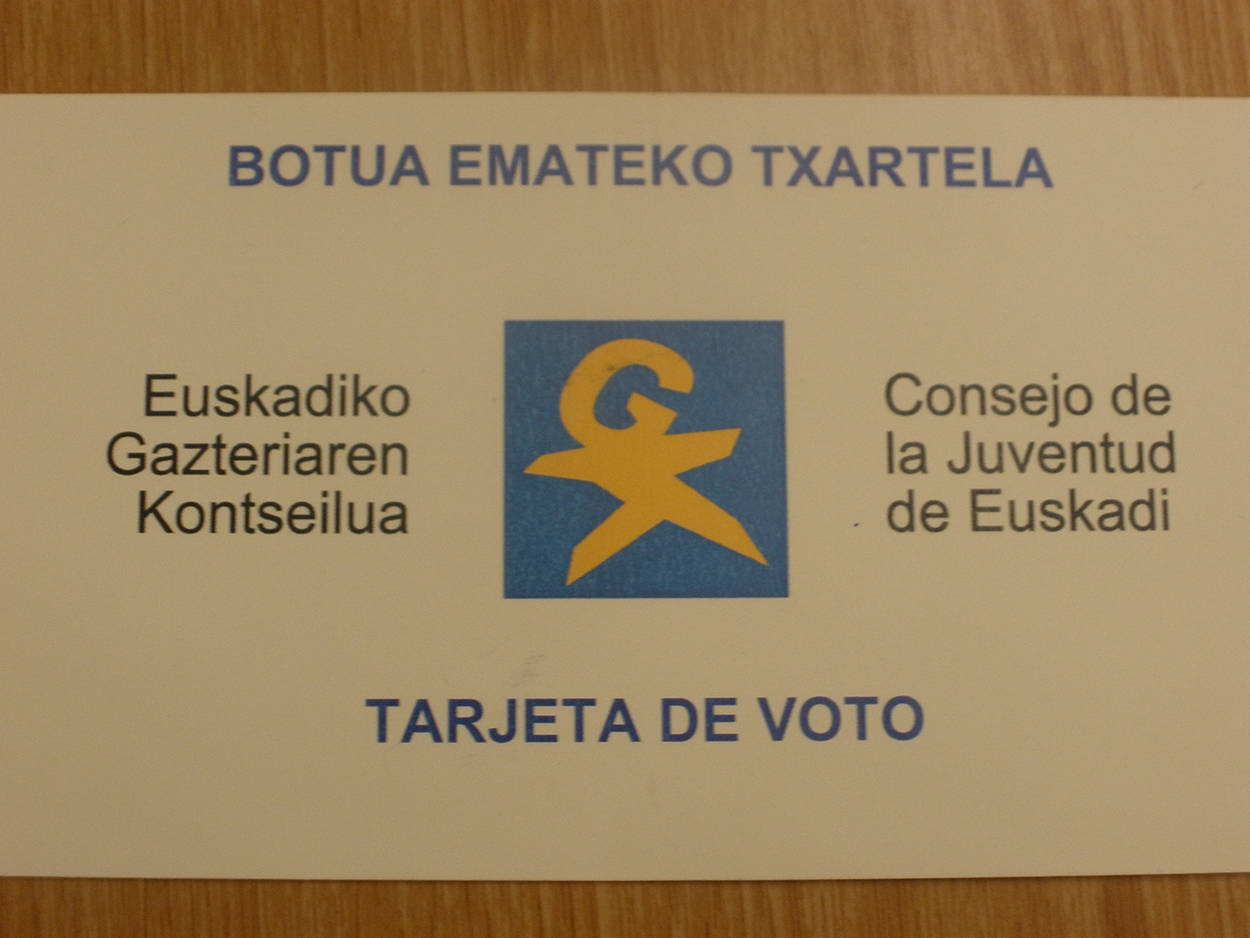 BOTUA EMATEKO TXARTELA
Euskadiko
Gazteriaren
Kontseilua
G
Consejo de
la Juventud
de Euskadi
TARJETA DE VOTO